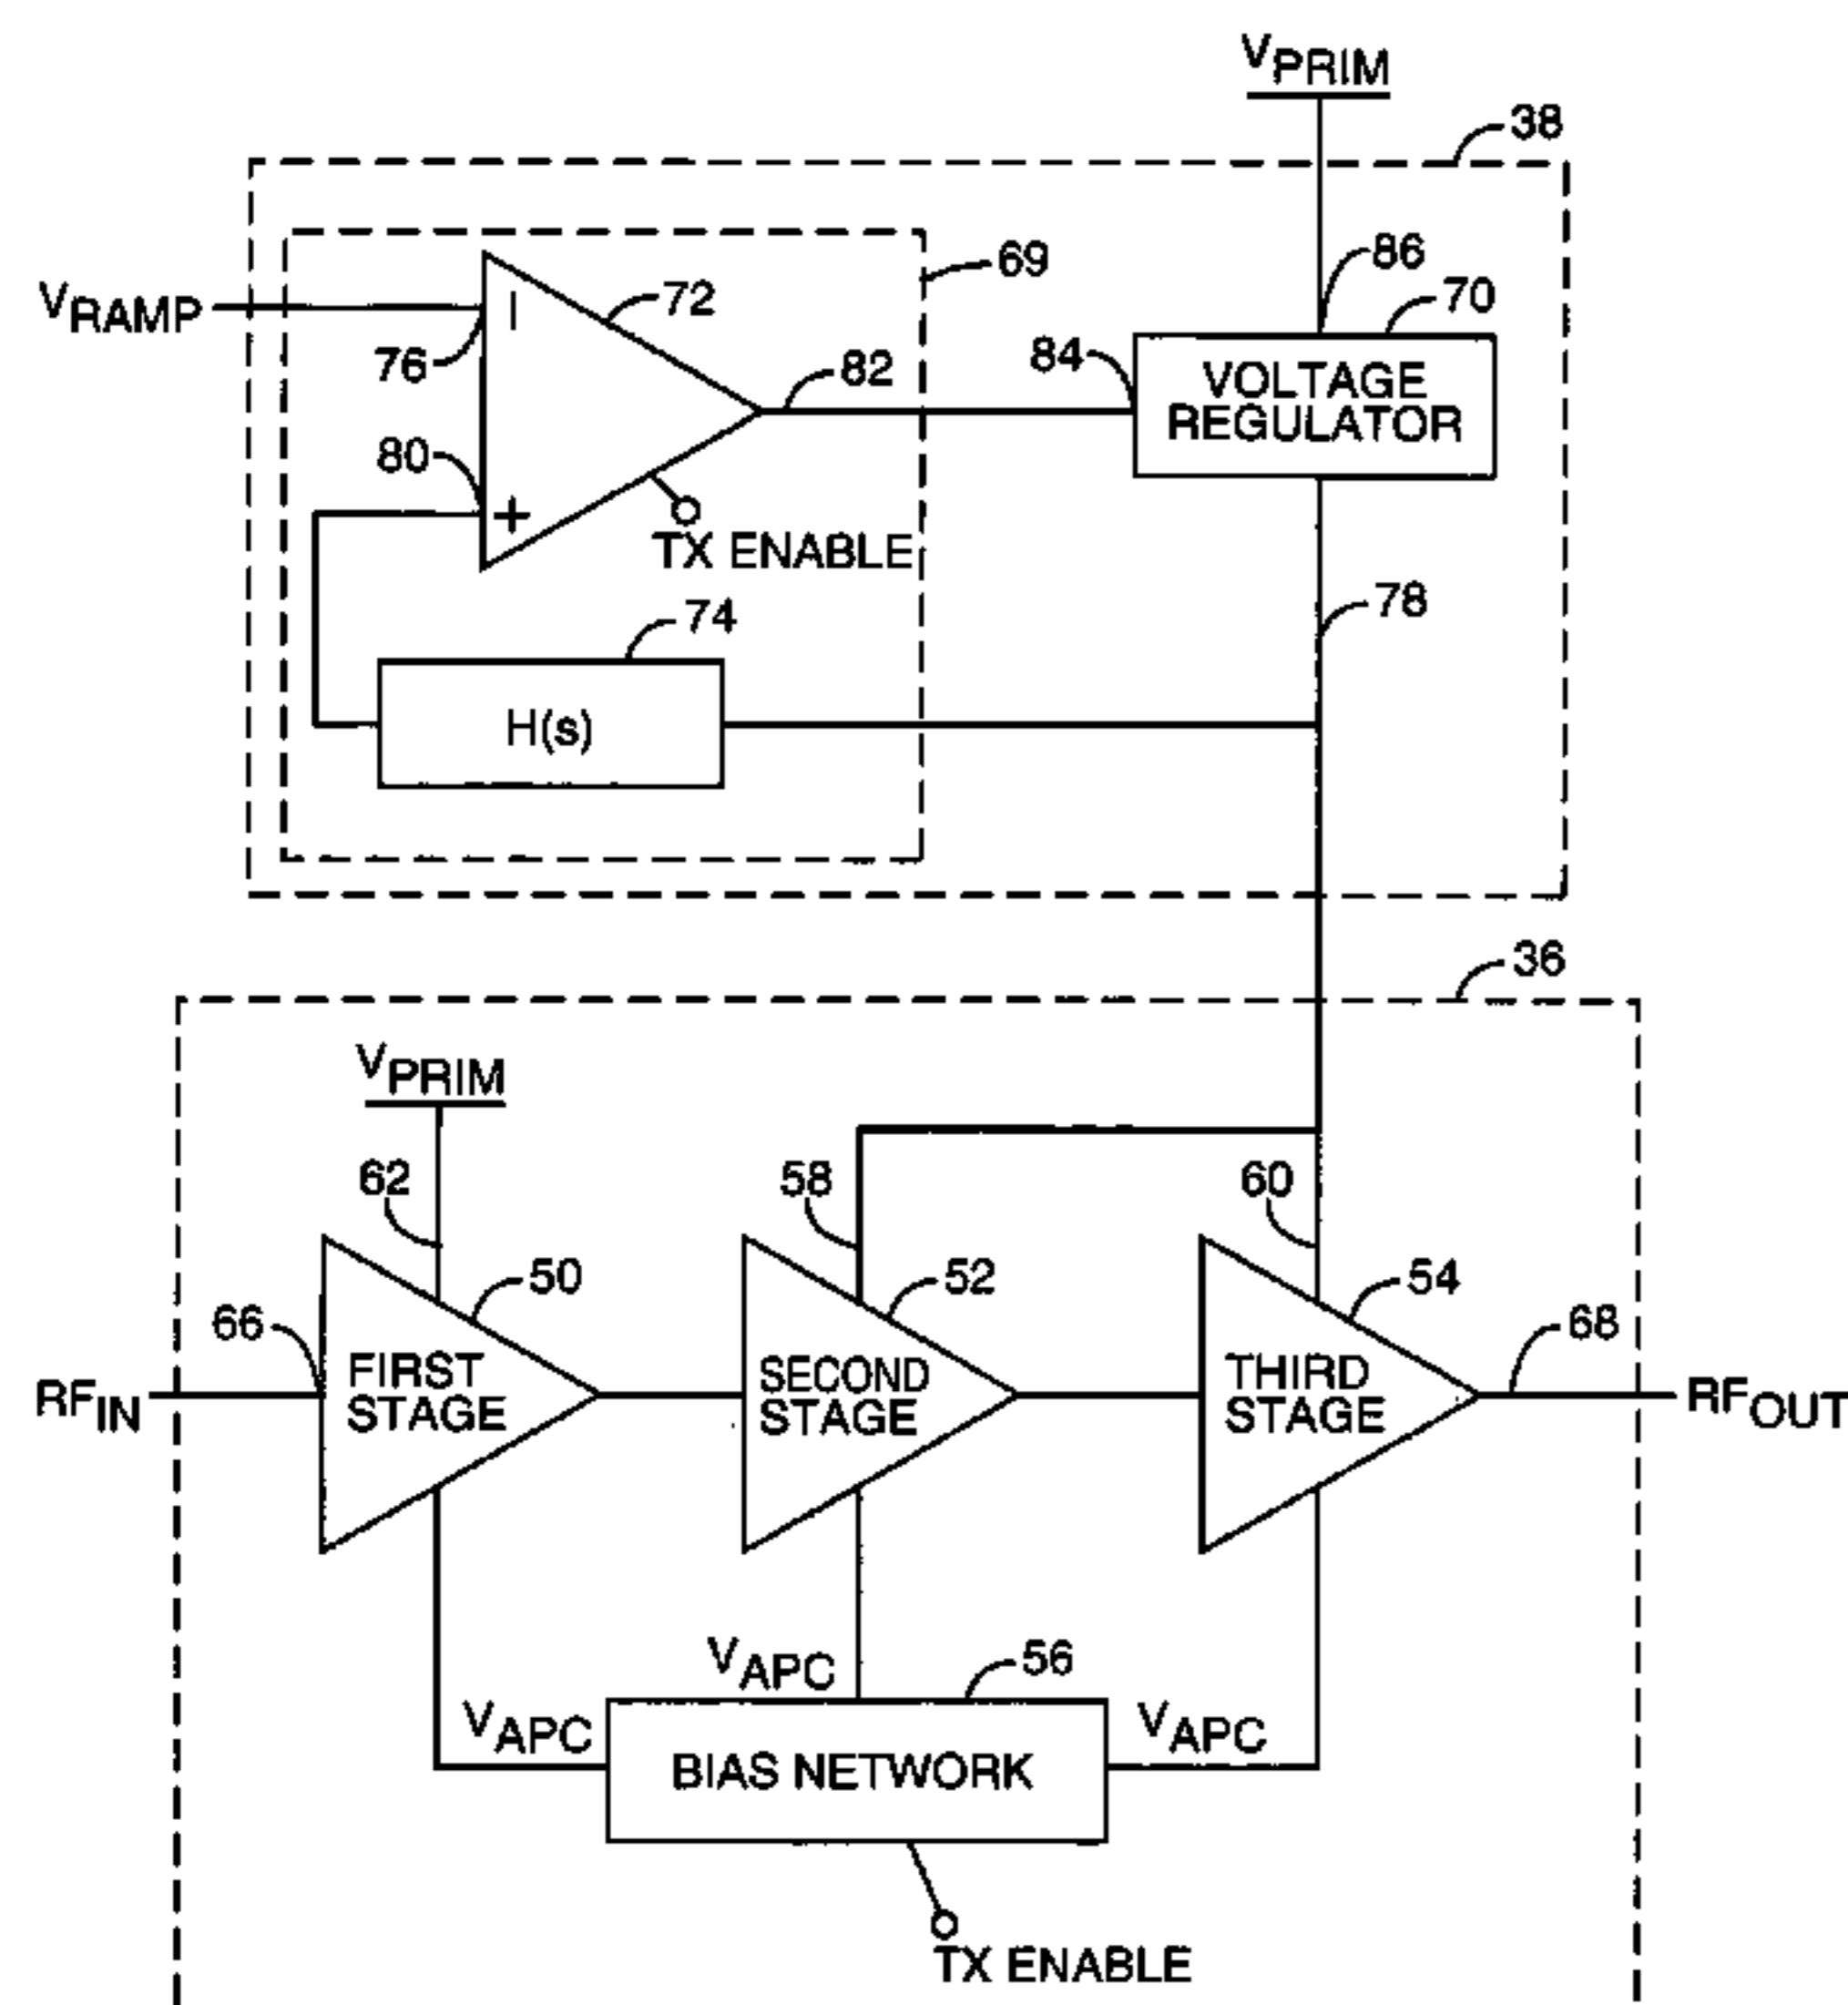 VPRIM
38
69
86
VRAMP
72
70
76
82
84
VOLTAGE
REGULATOR
80
+
TX ENABLE
74
78
H(s)
36
VPRIM
62
58
60
50
52
54
66
68
RFIN
FIRST
STAGE
SECOND
STAGE
THIRD
STAGE
RFOUT
VAPC
56
VAPC
VAPC
BIAS NETWORK
TX ENABLE